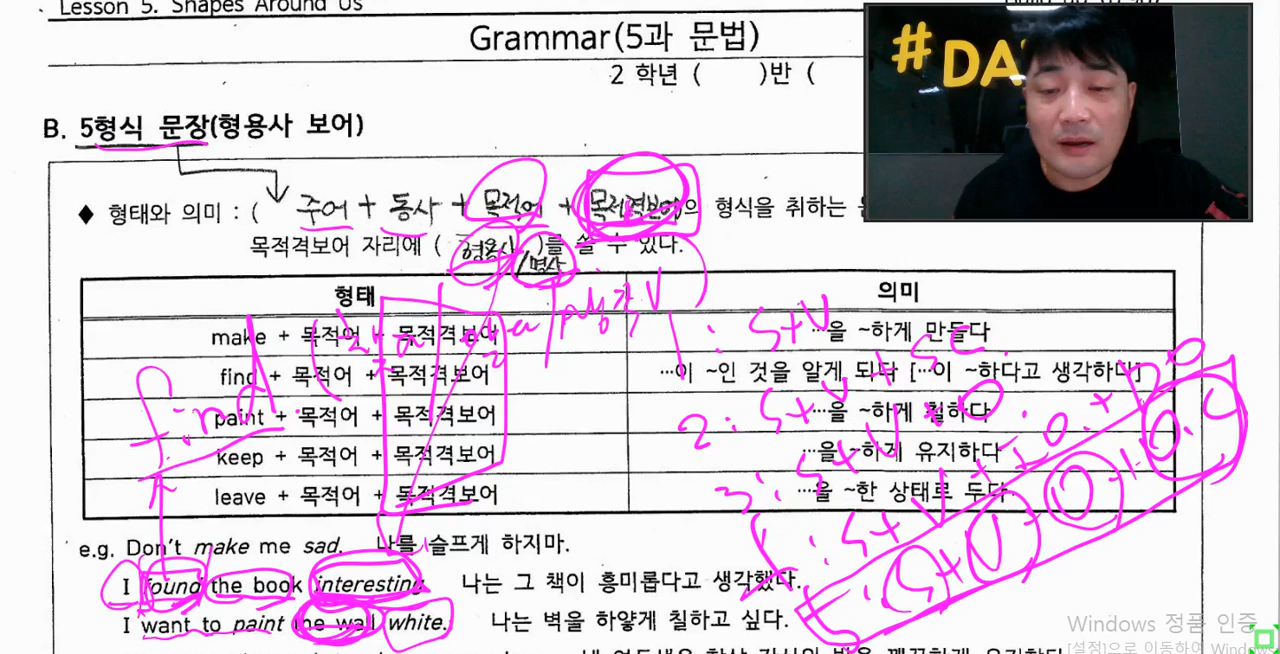 Lesson 5. Shapes Around Us
Grammar(5과 문법)
2 학년 ( )반 (
#DA
B. 5형식 문장(형용사 보어)
◆ 형태와 의미 : ( 주어 + 동사 + 목적어 + 목적격보어의 형식을 취하는
목적격보어 자리에 ( 형용사/명사 )를 쓸 수 있다.
형태 의미
make + 목적어 + 목적격보어 …을 ~하게 만들다
find + 목적어 + 목적격보어 …이 ~인 것을 알게 되다 […이 ~하다고 생각하다]
paint + 목적어 + 목적격보어 …을 ~하게 칠하다
keep + 목적어 + 목적격보어 …을 ~하게 유지하다
leave + 목적어 + 목적격보어 …을 ~한 상태로 두다
find
1: S+V
2: S+V+S.C
3: S+V+O
4: S+V+I.O.+D.O
5: S+V+O+O.C
e.g. Don't make me sad. 나를 슬프게 하지마.
I found the book interesting. 나는 그 책이 흥미롭다고 생각했다.
I want to paint the wall white. 나는 벽을 하얗게 칠하고 싶다.
Windows 정품 인증
[설정]으로 이동하여 Windows